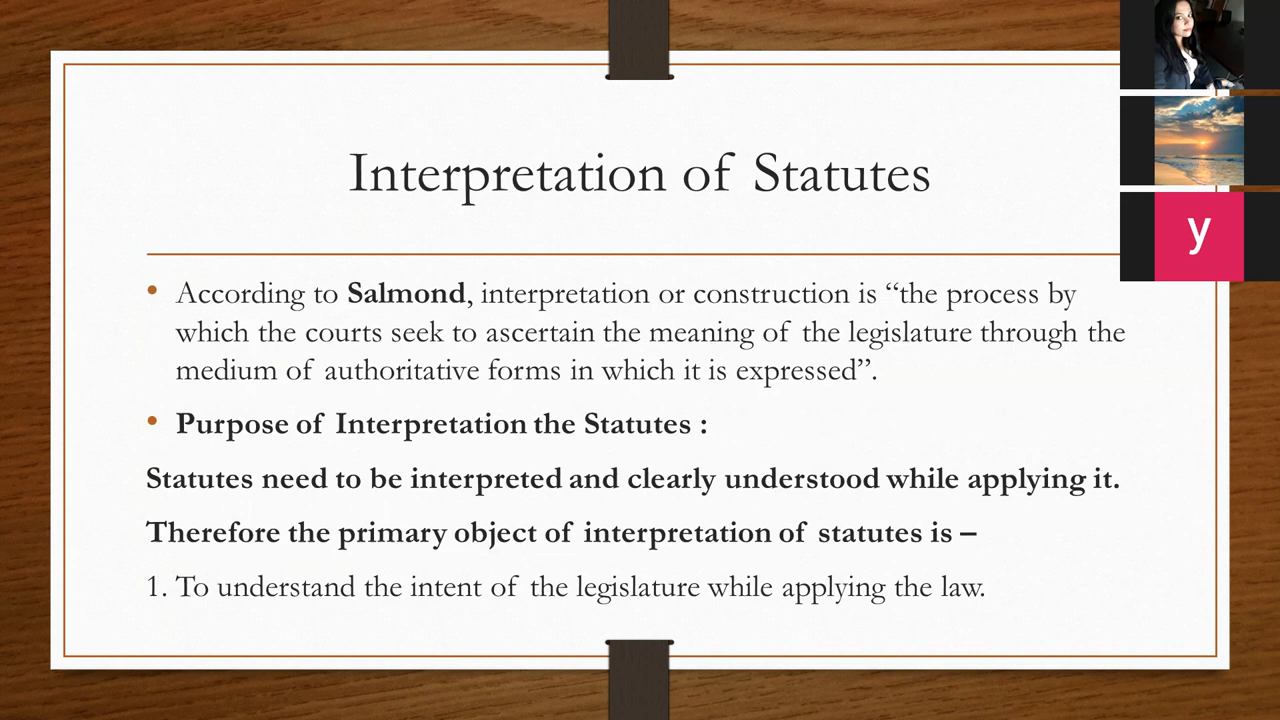 Interpretation of Statutes
• According to Salmond, interpretation or construction is “the process by
which the courts seek to ascertain the meaning of the legislature through the
medium of authoritative forms in which it is expressed”.
• Purpose of Interpretation the Statutes :
Statutes need to be interpreted and clearly understood while applying it.
Therefore the primary object of interpretation of statutes is –
1. To understand the intent of the legislature while applying the law.
y